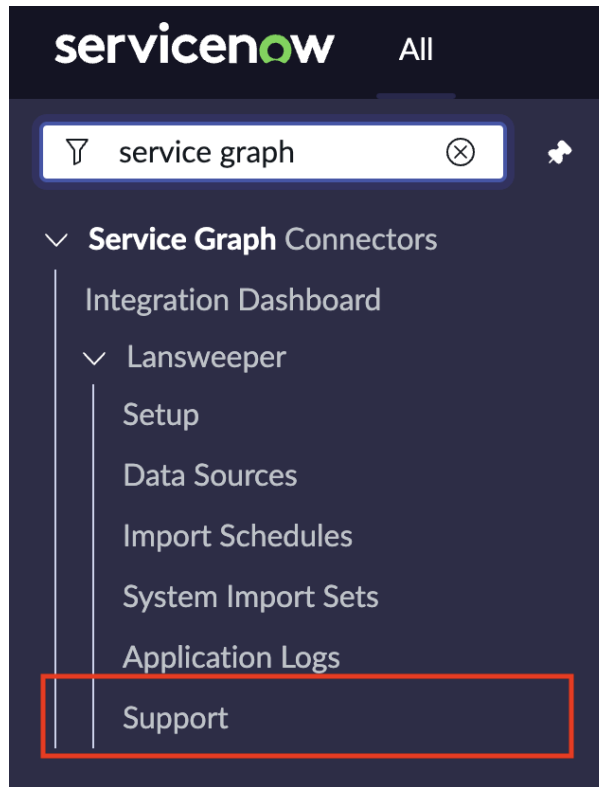 servicenow All
service graph
Service Graph Connectors
Integration Dashboard
Lansweeper
Setup
Data Sources
Import Schedules
System Import Sets
Application Logs
Support